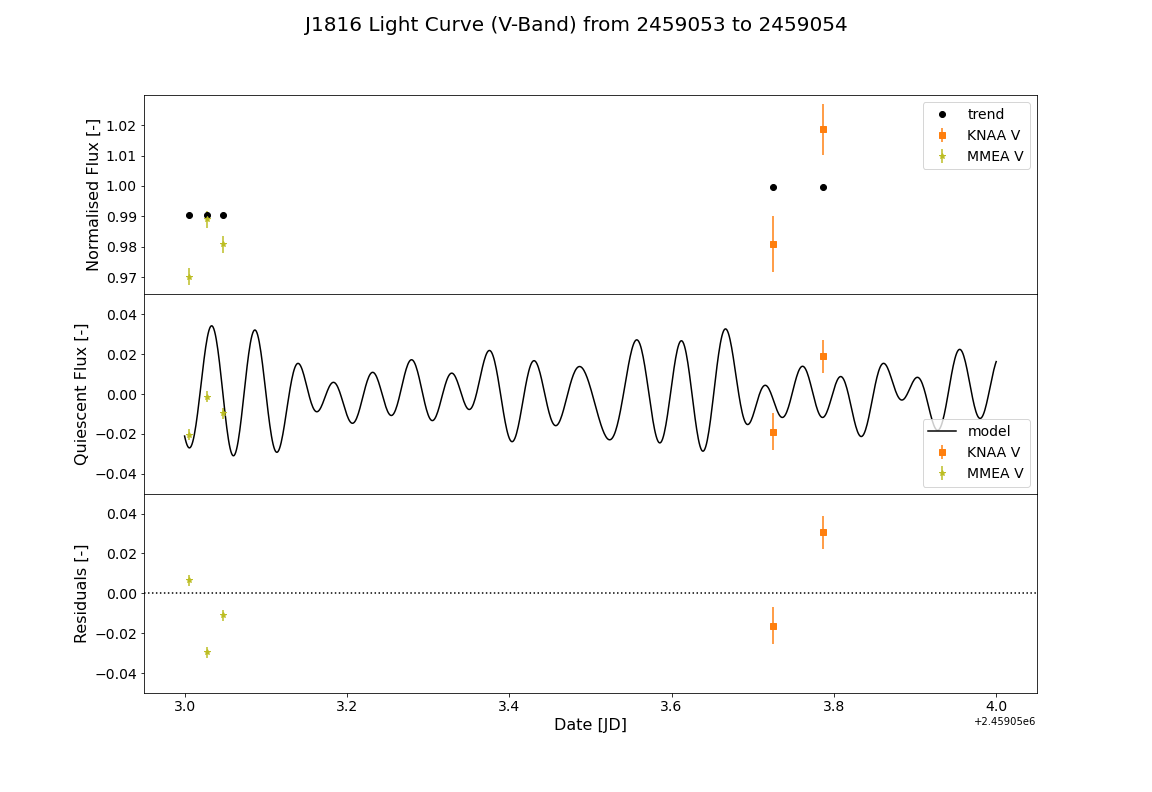 J1816 Light Curve (V-Band) from 2459053 to 2459054
Normalised Flux [-]
1.02
1.01
1.00
0.99
0.98
0.97
trend
KNAA V
MMEA V
Quiescent Flux [-]
0.04
0.02
0.00
−0.02
−0.04
model
KNAA V
MMEA V
Residuals [-]
0.04
0.02
0.00
−0.02
−0.04
3.0 3.2 3.4 3.6 3.8 4.0
Date [JD]
+2.45905e6